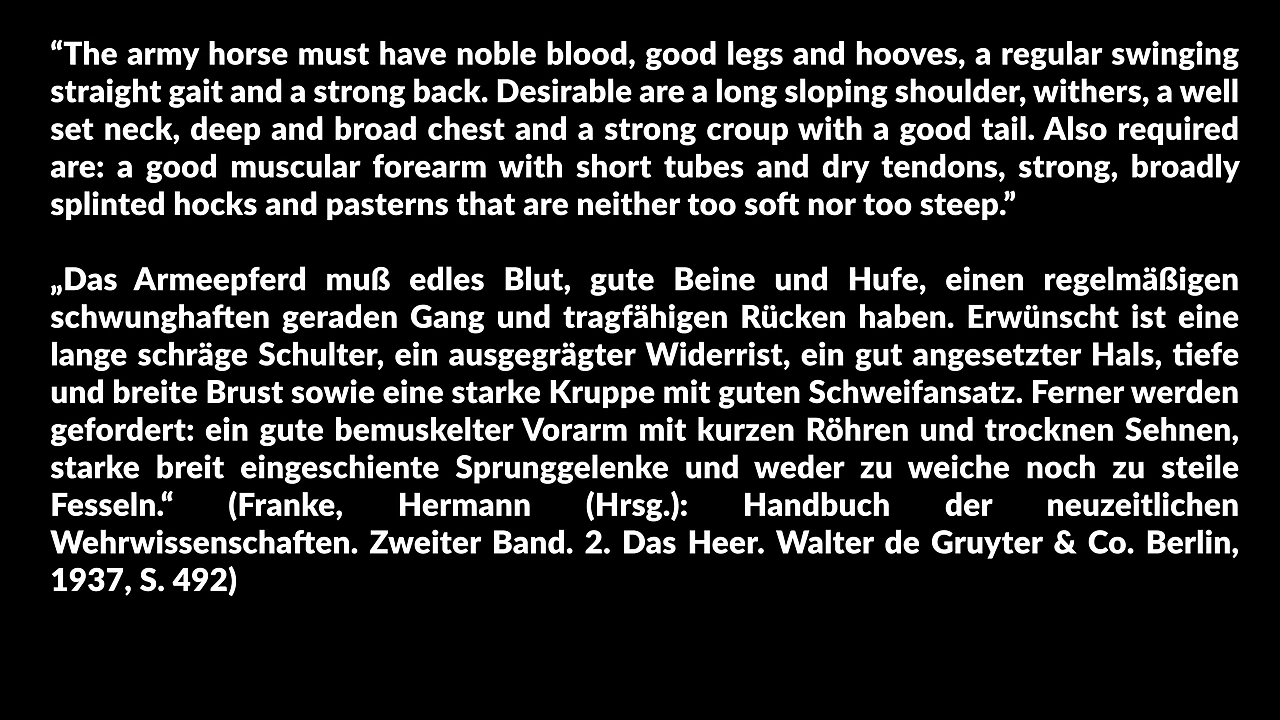 “The army horse must have noble blood, good legs and hooves, a regular swinging
straight gait and a strong back. Desirable are a long sloping shoulder, withers, a well
set neck, deep and broad chest and a strong croup with a good tail. Also required
are: a good muscular forearm with short tubes and dry tendons, strong, broadly
splinted hocks and pasterns that are neither too soft nor too steep.”
„Das Armeepferd muß edles Blut, gute Beine und Hufe, einen regelmäßigen
schwunghaften geraden Gang und tragfähigen Rücken haben. Erwünscht ist eine
lange schräge Schulter, ein ausgegrägter Widerrist, ein gut angesetzter Hals, tiefe
und breite Brust sowie eine starke Kruppe mit guten Schweifansatz. Ferner werden
gefordert: ein gute bemuskelter Vorarm mit kurzen Röhren und trocknen Sehnen,
starke breit eingeschiente Sprunggelenke und weder zu weiche noch zu steile
Fesseln.“ (Franke, Hermann (Hrsg.): Handbuch der neuzeitlichen
Wehrwissenschaften. Zweiter Band. 2. Das Heer. Walter de Gruyter & Co. Berlin,
1937, S. 492)